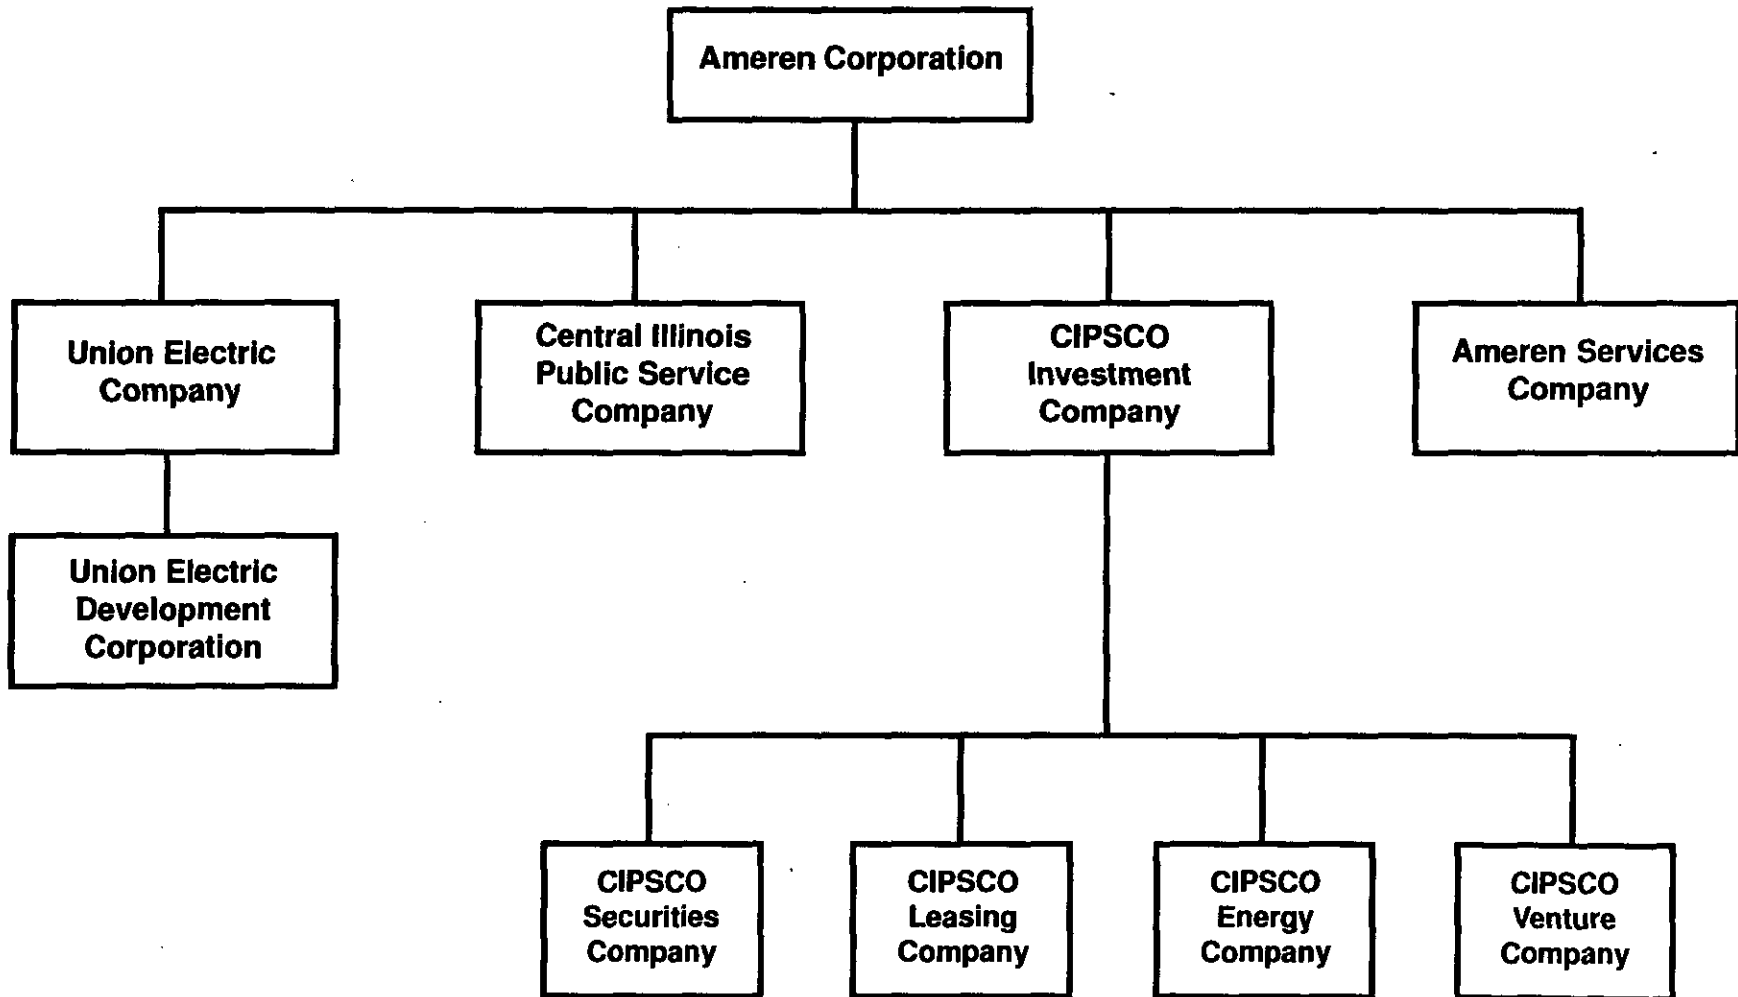 Ameren Corporation
Union Electric
Company
Central Illinois
Public Service
Company
CIPSCO
Investment
Company
Ameren Services
Company
Union Electric
Development
Corporation
CIPSCO
Securities
Company
CIPSCO
Leasing
Company
CIPSCO
Energy
Company
CIPSCO
Venture
Company